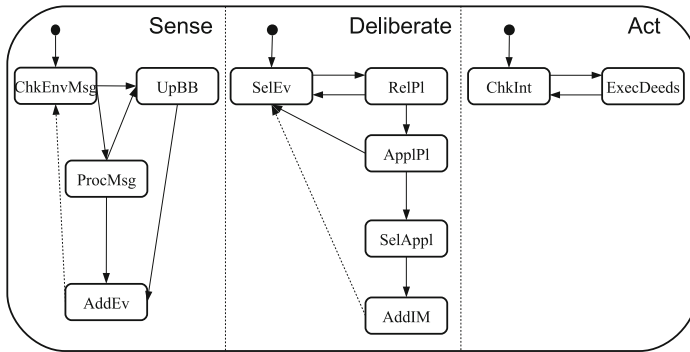 Sense
Deliberate
Act
ChkEnvMsg
UpBB
SelEv
RelPl
ChkInt
ExecDeeds
ProcMsg
ApplPl
SelAppl
AddEv
AddIM